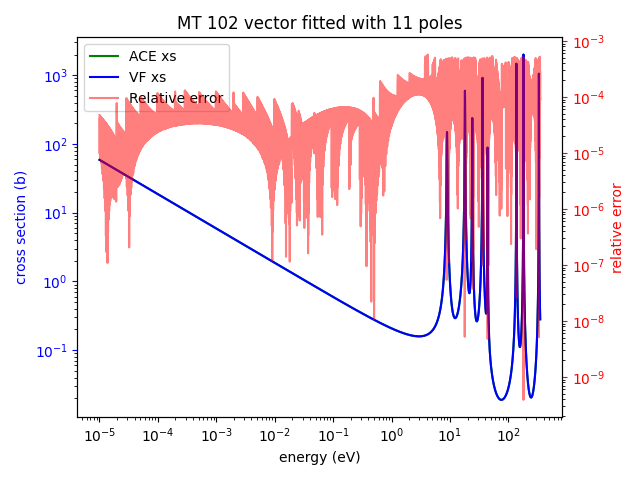 MT 102 vector fitted with 11 poles
ACE xs
VF xs
Relative error
cross section (b)
10³
10²
10¹
10⁰
10⁻¹
relative error
10⁻³
10⁻⁴
10⁻⁵
10⁻⁶
10⁻⁷
10⁻⁸
10⁻⁹
10⁻⁵ 10⁻⁴ 10⁻³ 10⁻² 10⁻¹ 10⁰ 10¹ 10²
energy (eV)